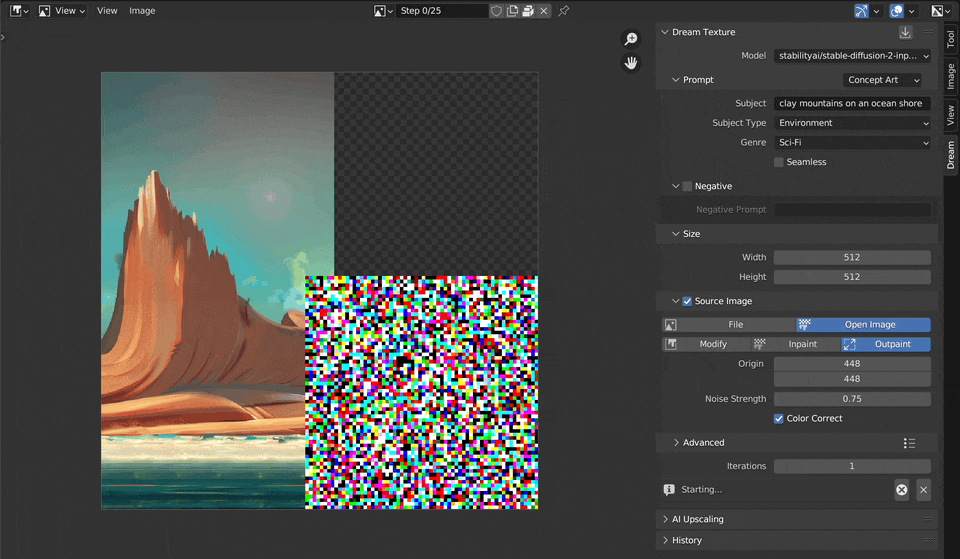 View View Image Step 0/25
Dream Texture
Model stabilityai/stable-diffusion-2-inp...
Prompt Concept Art
Subject clay mountains on an ocean shore
Subject Type Environment
Genre Sci-Fi
Seamless
Negative
Negative Prompt
Size
Width 512
Height 512
Source Image
File Open Image
Modify Inpaint Outpaint
Origin 448
448
Noise Strength 0.75
Color Correct
Advanced
Iterations 1
Starting...
AI Upscaling
History
Tool
Image
View
Dream